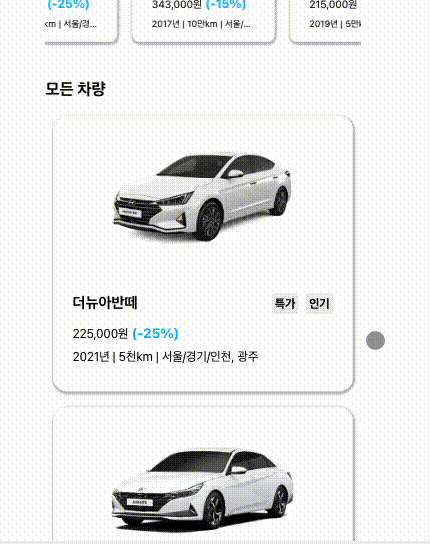 (-25%) 343,000원 (-15%) 215,000원
km | 서울/경... 2017년 | 10만km | 서울/... 2019년 | 5만k
모든 차량
더뉴아반떼 특가 인기
225,000원 (-25%)
2021년 | 5천km | 서울/경기/인천, 광주